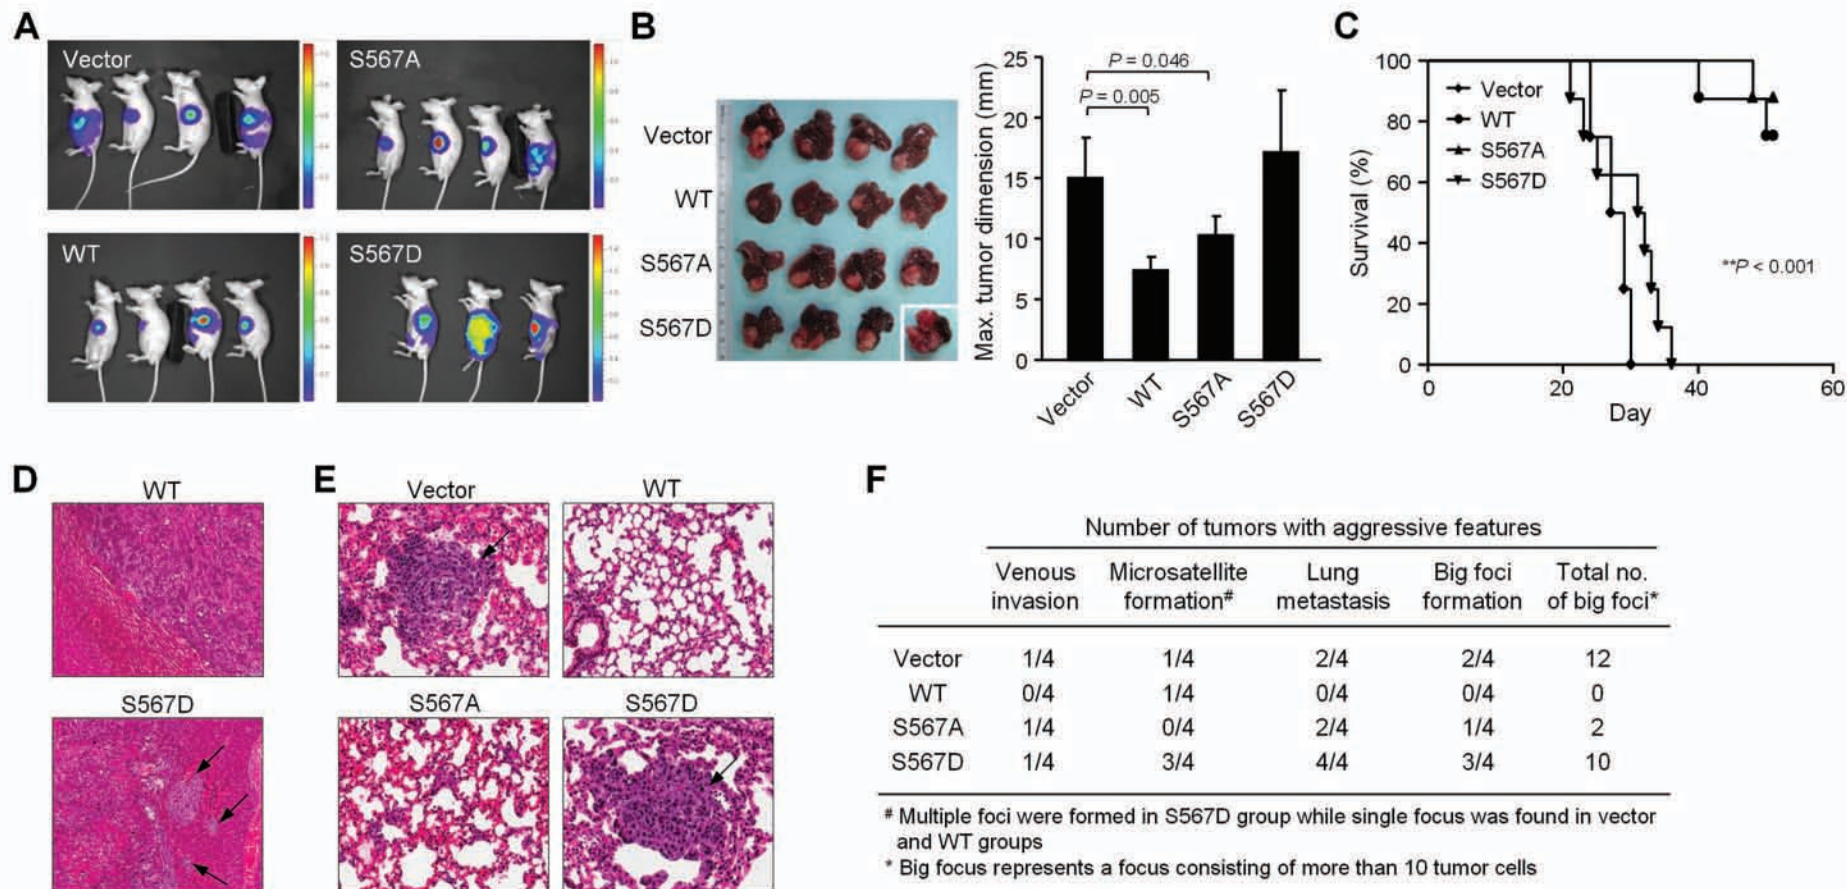 A
Vector
S567A
WT
S567D
B
Vector
WT
S567A
S567D
Max. tumor dimension (mm)
25
20
15
10
5
0
P = 0.046
P = 0.005
Vector
WT
S567A
S567D
C
Survival (%)
100
80
60
40
20
0
Vector
WT
S567A
S567D
**P < 0.001
0 20 40 60
Day
D
WT
S567D
E
Vector
WT
S567A
S567D
F
Number of tumors with aggressive features
Venous Microsatellite Lung Big foci Total no.
invasion formation# metastasis formation of big foci*
Vector 1/4 1/4 2/4 2/4 12
WT 0/4 1/4 0/4 0/4 0
S567A 1/4 0/4 2/4 1/4 2
S567D 1/4 3/4 4/4 3/4 10
# Multiple foci were formed in S567D group while single focus was found in vector
and WT groups
* Big focus represents a focus consisting of more than 10 tumor cells